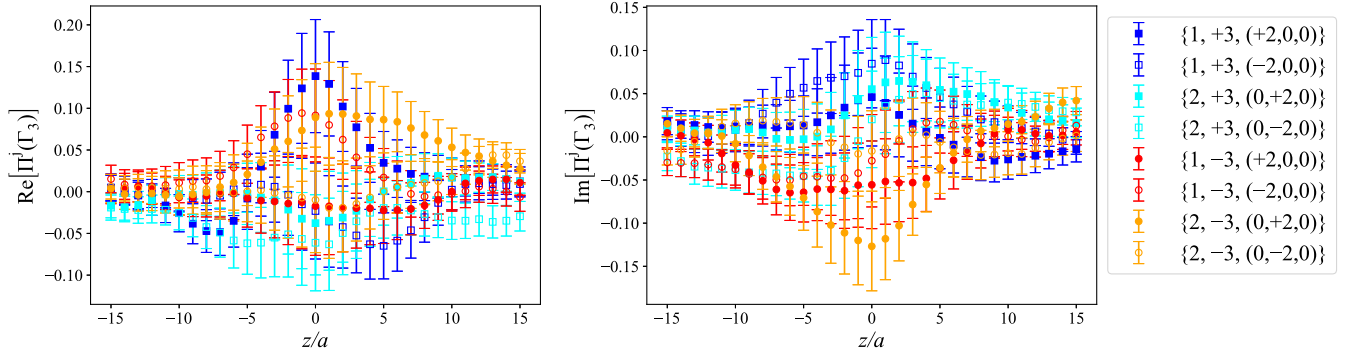 Re[Π^j(Γ_3)]
0.20
0.15
0.10
0.05
0.00
−0.05
−0.10
−15 −10 −5 0 5 10 15
z/a
Im[Π^j(Γ_3)]
0.15
0.10
0.05
0.00
−0.05
−0.10
−0.15
−15 −10 −5 0 5 10 15
z/a
{1, +3, (+2,0,0)}
{1, +3, (−2,0,0)}
{2, +3, (0,+2,0)}
{2, +3, (0,−2,0)}
{1, −3, (+2,0,0)}
{1, −3, (−2,0,0)}
{2, −3, (0,+2,0)}
{2, −3, (0,−2,0)}